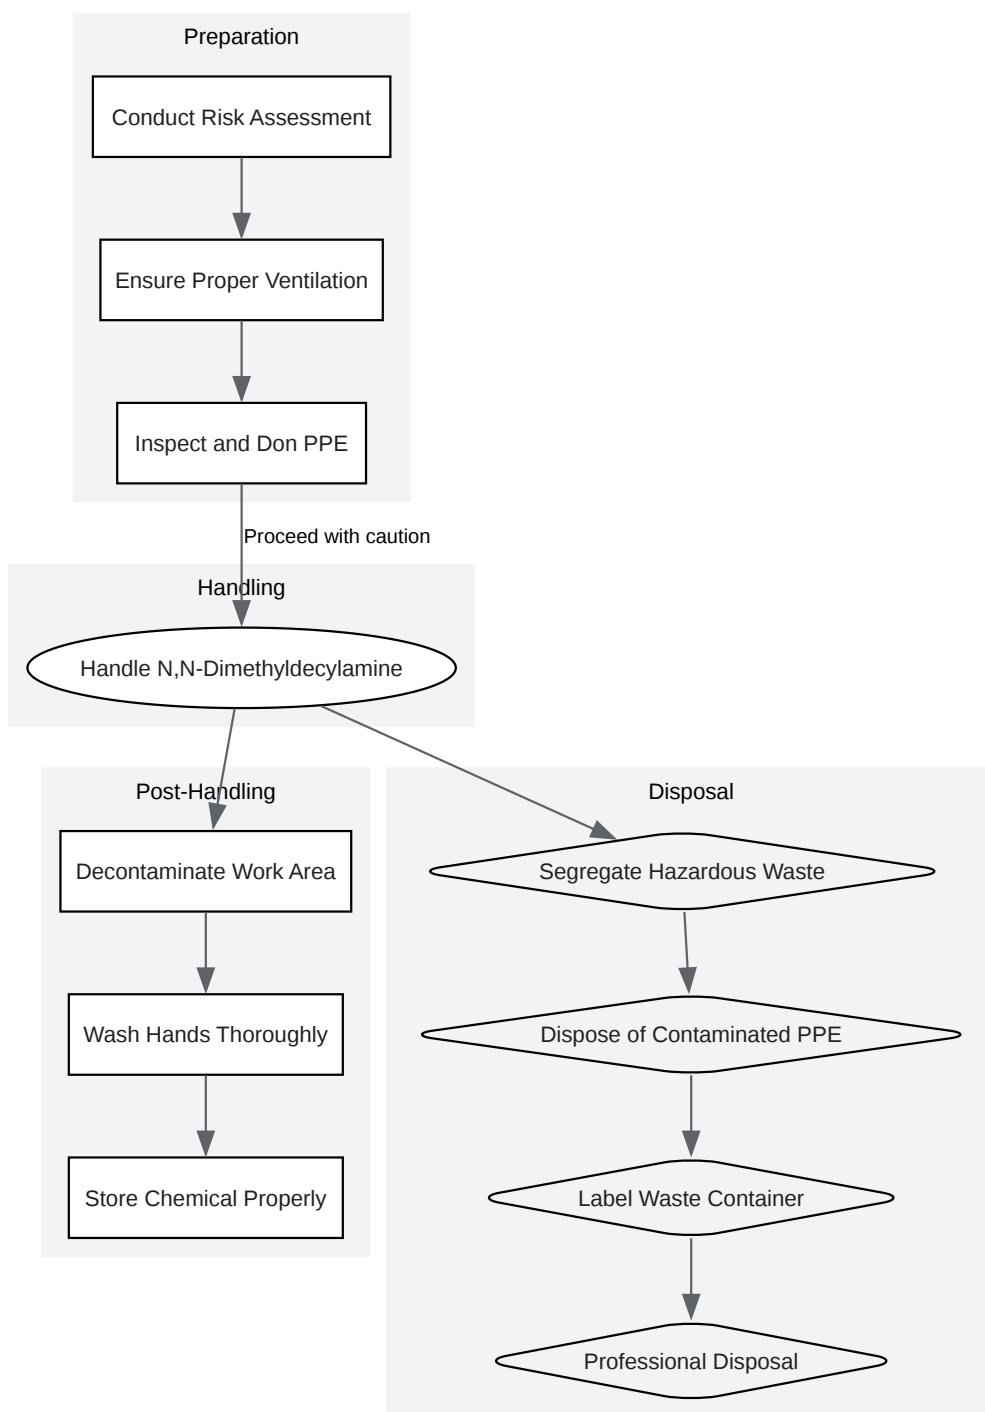 Preparation
Conduct Risk Assessment
Ensure Proper Ventilation
Inspect and Don PPE
Proceed with caution
Handling
Handle N,N-Dimethyldecylamine
Post-Handling
Decontaminate Work Area
Wash Hands Thoroughly
Store Chemical Properly
Disposal
Segregate Hazardous Waste
Dispose of Contaminated PPE
Label Waste Container
Professional Disposal